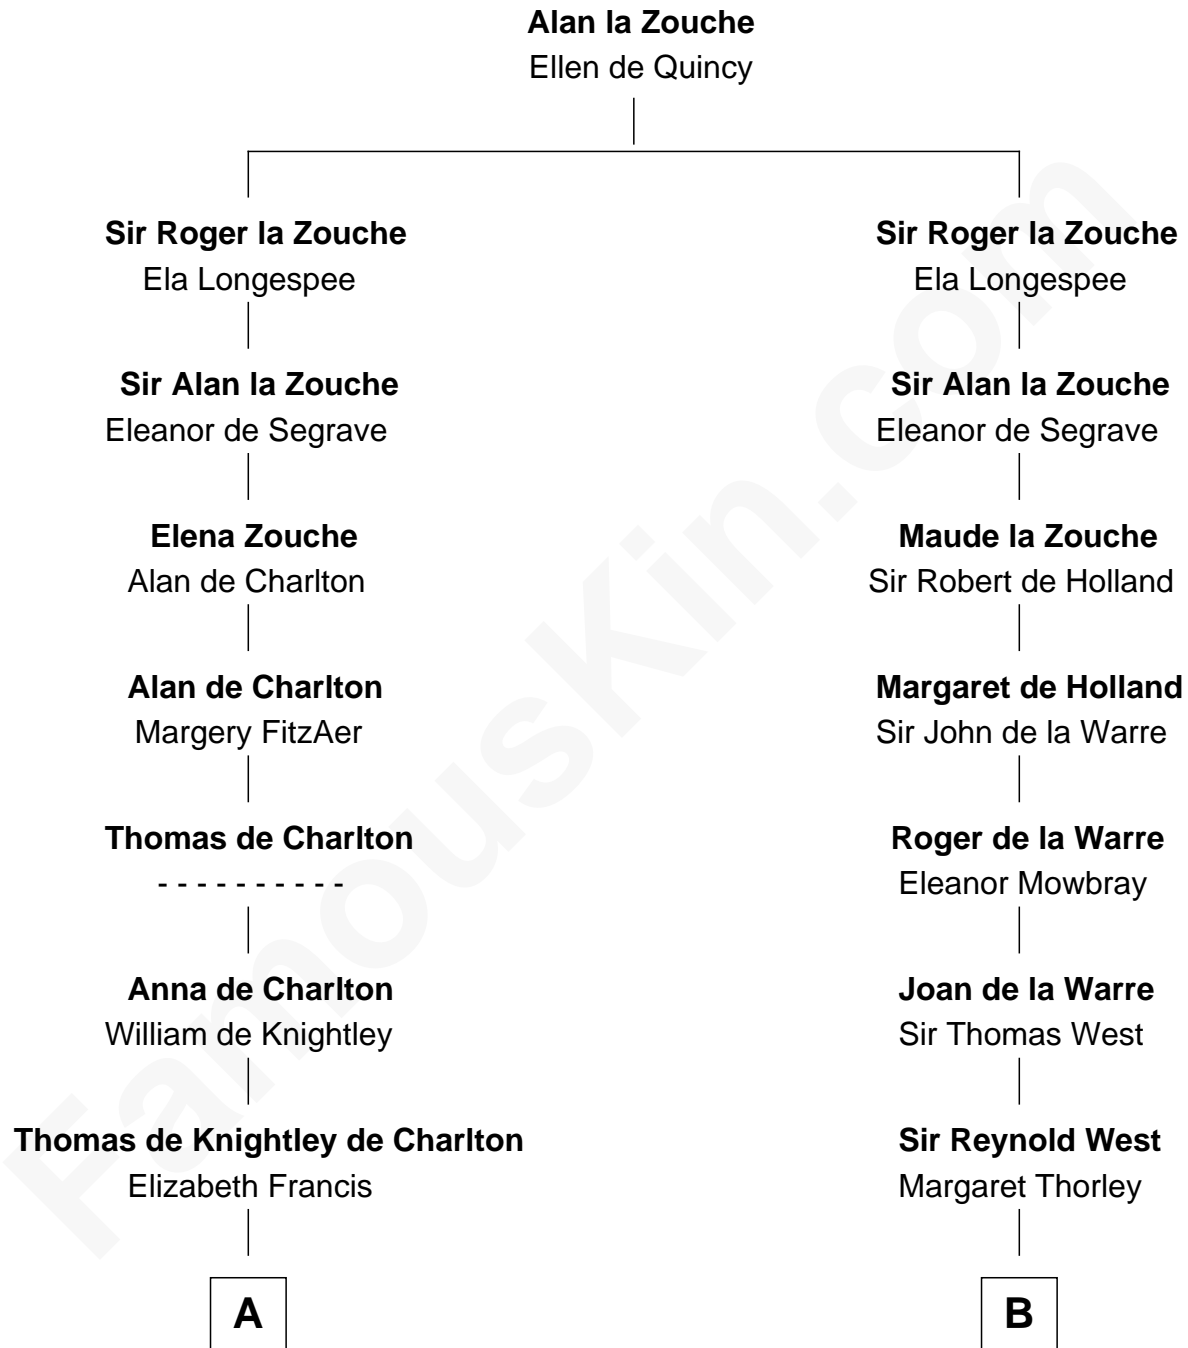 Alan la Zouche
Ellen de Quincy
Sir Roger la Zouche
Ela Longespee
Sir Alan la Zouche
Eleanor de Segrave
Elena Zouche
Alan de Charlton
Alan de Charlton
Margery FitzAer
Thomas de Charlton
- - - - - - - - - -
Anna de Charlton
William de Knightley
Thomas de Knightley de Charlton
Elizabeth Francis
A
Sir Roger la Zouche
Ela Longespee
Sir Alan la Zouche
Eleanor de Segrave
Maude la Zouche
Sir Robert de Holland
Margaret de Holland
Sir John de la Warre
Roger de la Warre
Eleanor Mowbray
Joan de la Warre
Sir Thomas West
Sir Reynold West
Margaret Thorley
B
FamousKin.com